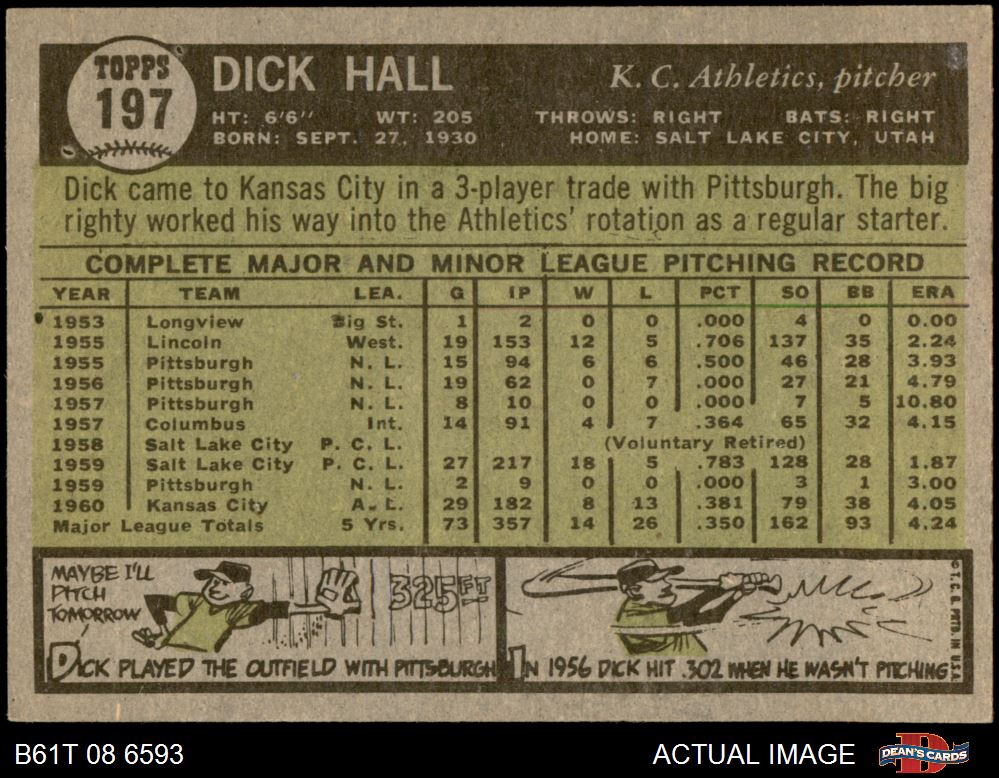 TOPPS
197
DICK HALL
K. C. Athletics, pitcher
HT: 6'6" WT: 205 THROWS: RIGHT BATS: RIGHT
BORN: SEPT. 27, 1930 HOME: SALT LAKE CITY, UTAH
Dick came to Kansas City in a 3-player trade with Pittsburgh. The big
righty worked his way into the Athletics' rotation as a regular starter.
COMPLETE MAJOR AND MINOR LEAGUE PITCHING RECORD
YEAR TEAM LEA. G IP W L PCT SO BB ERA
1953 Longview Big St. 1 2 0 0 .000 4 0 0.00
1955 Lincoln West. 19 153 12 5 .706 137 35 2.24
1955 Pittsburgh N. L. 15 94 6 6 .500 46 28 3.93
1956 Pittsburgh N. L. 19 62 0 7 .000 27 21 4.79
1957 Pittsburgh N. L. 8 10 0 0 .000 7 5 10.80
1957 Columbus Int. 14 91 4 7 .364 65 32 4.15
1958 Salt Lake City P. C. L. (Voluntary Retired)
1959 Salt Lake City P. C. L. 27 217 18 5 .783 128 28 1.87
1959 Pittsburgh N. L. 2 9 0 0 .000 3 1 3.00
1960 Kansas City A. L. 29 182 8 13 .381 79 38 4.05
Major League Totals 5 Yrs. 73 357 14 26 .350 162 93 4.24
MAYBE I'LL
PITCH
TOMORROW
325 FT
DICK PLAYED THE OUTFIELD WITH PITTSBURGH
IN 1956 DICK HIT .302 WHEN HE WASN'T PITCHING
© T. C. G. PRTD. IN U.S.A.
B61T 08 6593
ACTUAL IMAGE
DEAN'S CARDS